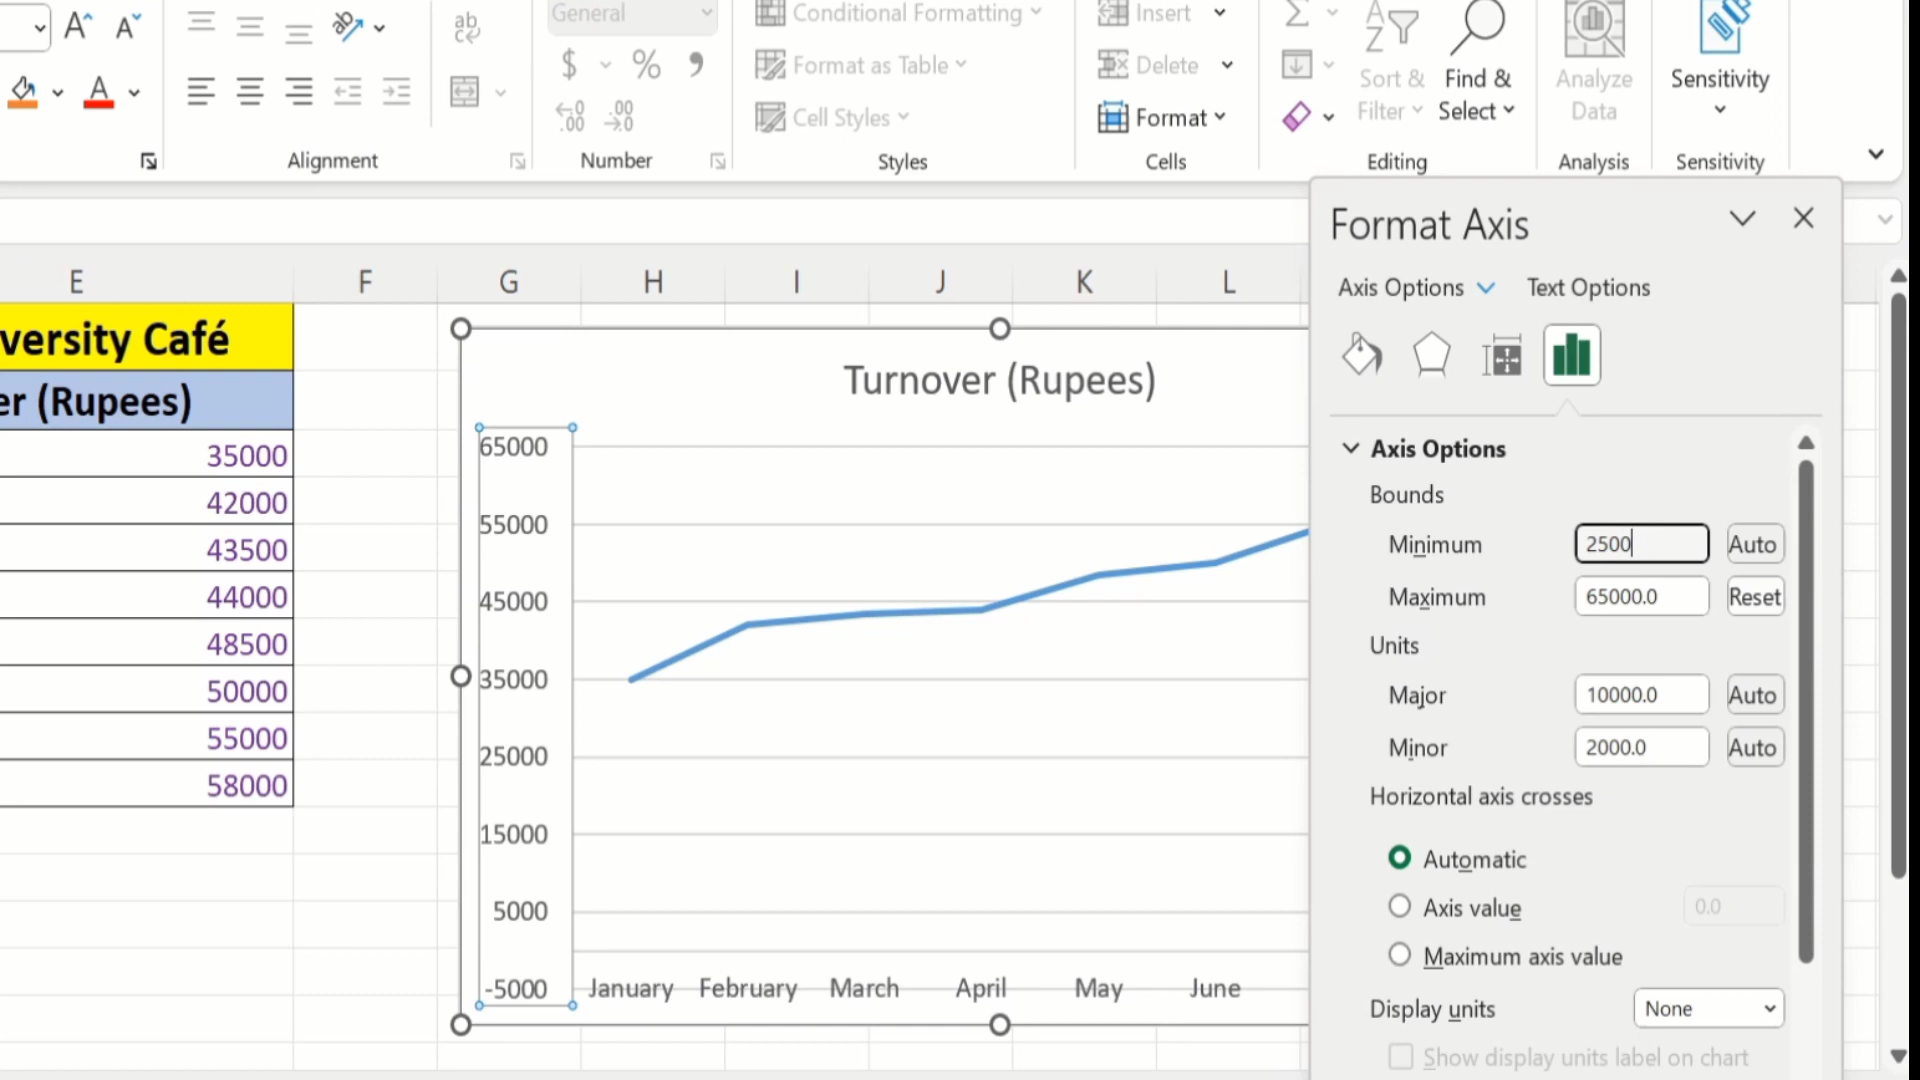 General
Conditional Formatting
Insert
ab
A
Z
$ % 9
Format as Table
Delete
Sort &
Filter
Find &
Select
Analyze
Data
Sensitivity
.00
.00
Cell Styles
Format
Alignment
Number
Styles
Cells
Editing
Analysis
Sensitivity
E F G H I J K L
versity Café
er (Rupees)
35000
42000
43500
44000
48500
50000
55000
58000
Turnover (Rupees)
65000
55000
45000
35000
25000
15000
5000
-5000
January February March April May June
Format Axis
Axis Options Text Options
Axis Options
Bounds
Minimum 2500 Auto
Maximum 65000.0 Reset
Units
Major 10000.0 Auto
Minor 2000.0 Auto
Horizontal axis crosses
Automatic
Axis value 0.0
Maximum axis value
Display units None
Show display units label on chart